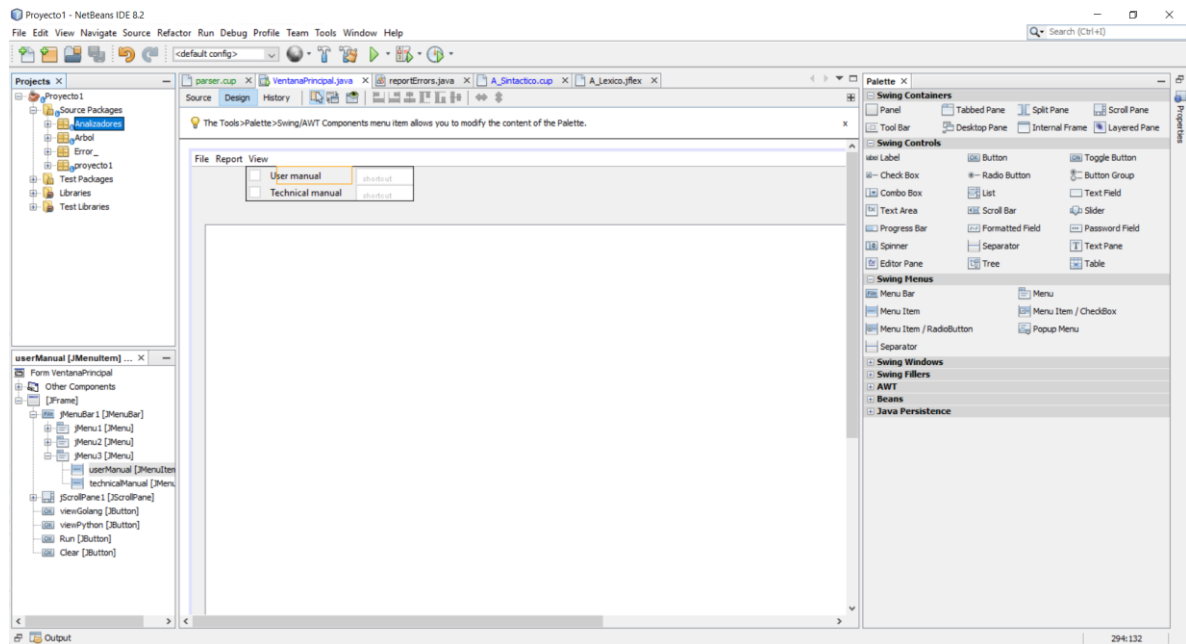 Proyecto1 - NetBeans IDE 8.2
File Edit View Navigate Source Refactor Run Debug Profile Team Tools Window Help
Search (Ctrl+I)
<default config>
Projects
Proyecto1
Source Packages
Analizadores
Arbol
Error_
proyecto1
Test Packages
Libraries
Test Libraries
userManual [JMenuItem] ...
Form VentanaPrincipal
Other Components
[JFrame]
jMenuBar1 [JMenuBar]
jMenu1 [JMenu]
jMenu2 [JMenu]
jMenu3 [JMenu]
userManual [JMenuIten
technicalManual [JMenu
jScrollPane1 [JScrollPane]
viewGolang [JButton]
viewPython [JButton]
Run [JButton]
Clear [JButton]
parser.cup VentanaPrincipal.java reportErrors.java A_Sintactico.cup A_Lexico.jflex
Source Design History
The Tools>Palette>Swing/AWT Components menu item allows you to modify the content of the Palette.
File Report View
User manual shortcut
Technical manual shortcut
Palette
Swing Containers
Panel Tabbed Pane Split Pane Scroll Pane
Tool Bar Desktop Pane Internal Frame Layered Pane
Swing Controls
label Label Button Toggle Button
Check Box Radio Button Button Group
Combo Box List Text Field
Text Area Scroll Bar Slider
Progress Bar Formatted Field Password Field
Spinner Separator Text Pane
Editor Pane Tree Table
Swing Menus
Menu Bar Menu
Menu Item Menu Item / CheckBox
Menu Item / RadioButton Popup Menu
Separator
Swing Windows
Swing Fillers
AWT
Beans
Java Persistence
Properties
Output
294:132